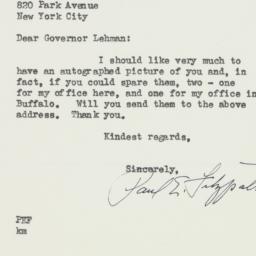 820 Park Avenue
New York City
Dear Governor Lehman:
I should like very much to
have an autographed picture of you and, in
fact, if you could spare them, two - one
for my office here, and one for my office in
Buffalo. Will you send them to the above
address. Thank you.
Kindest regards,
Sincerely,
Paul E. Fitzpat
PEF
km